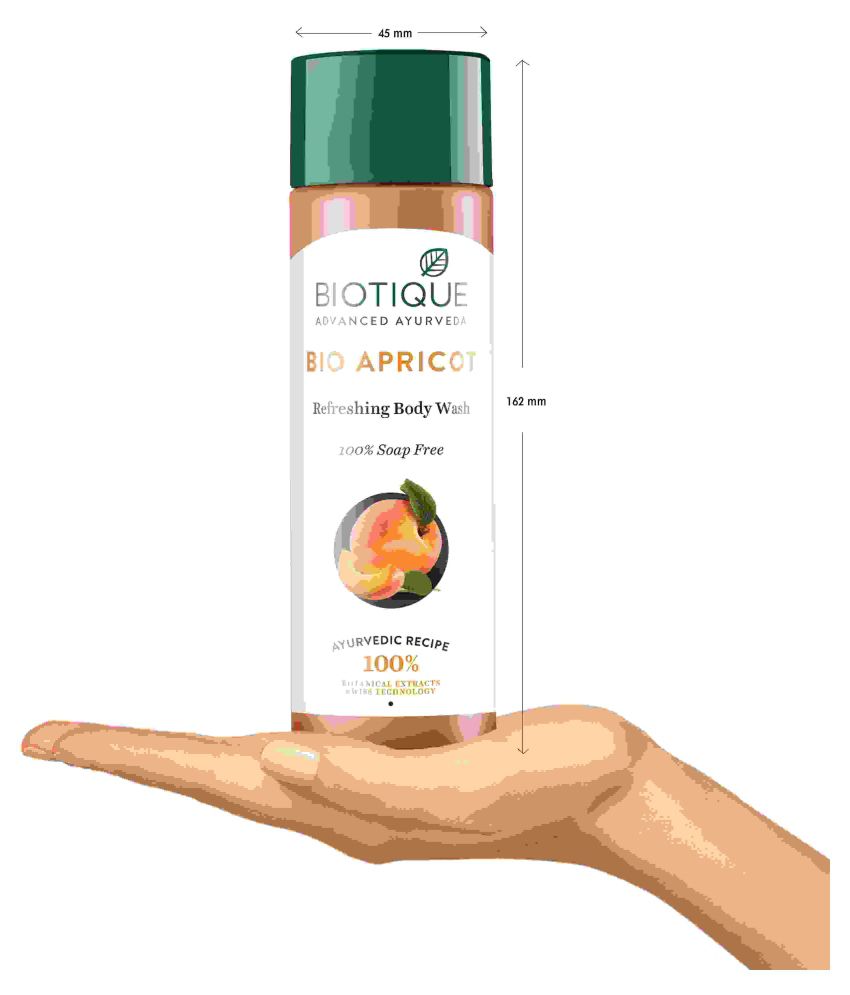 45 mm
BIOTIQUE
ADVANCED AYURVEDA
BIO APRICOT
162 mm
Refreshing Body Wash
100% Soap Free
AYURVEDIC RECIPE
100%
BOTANICAL EXTRACTS
SWISS TECHNOLOGY